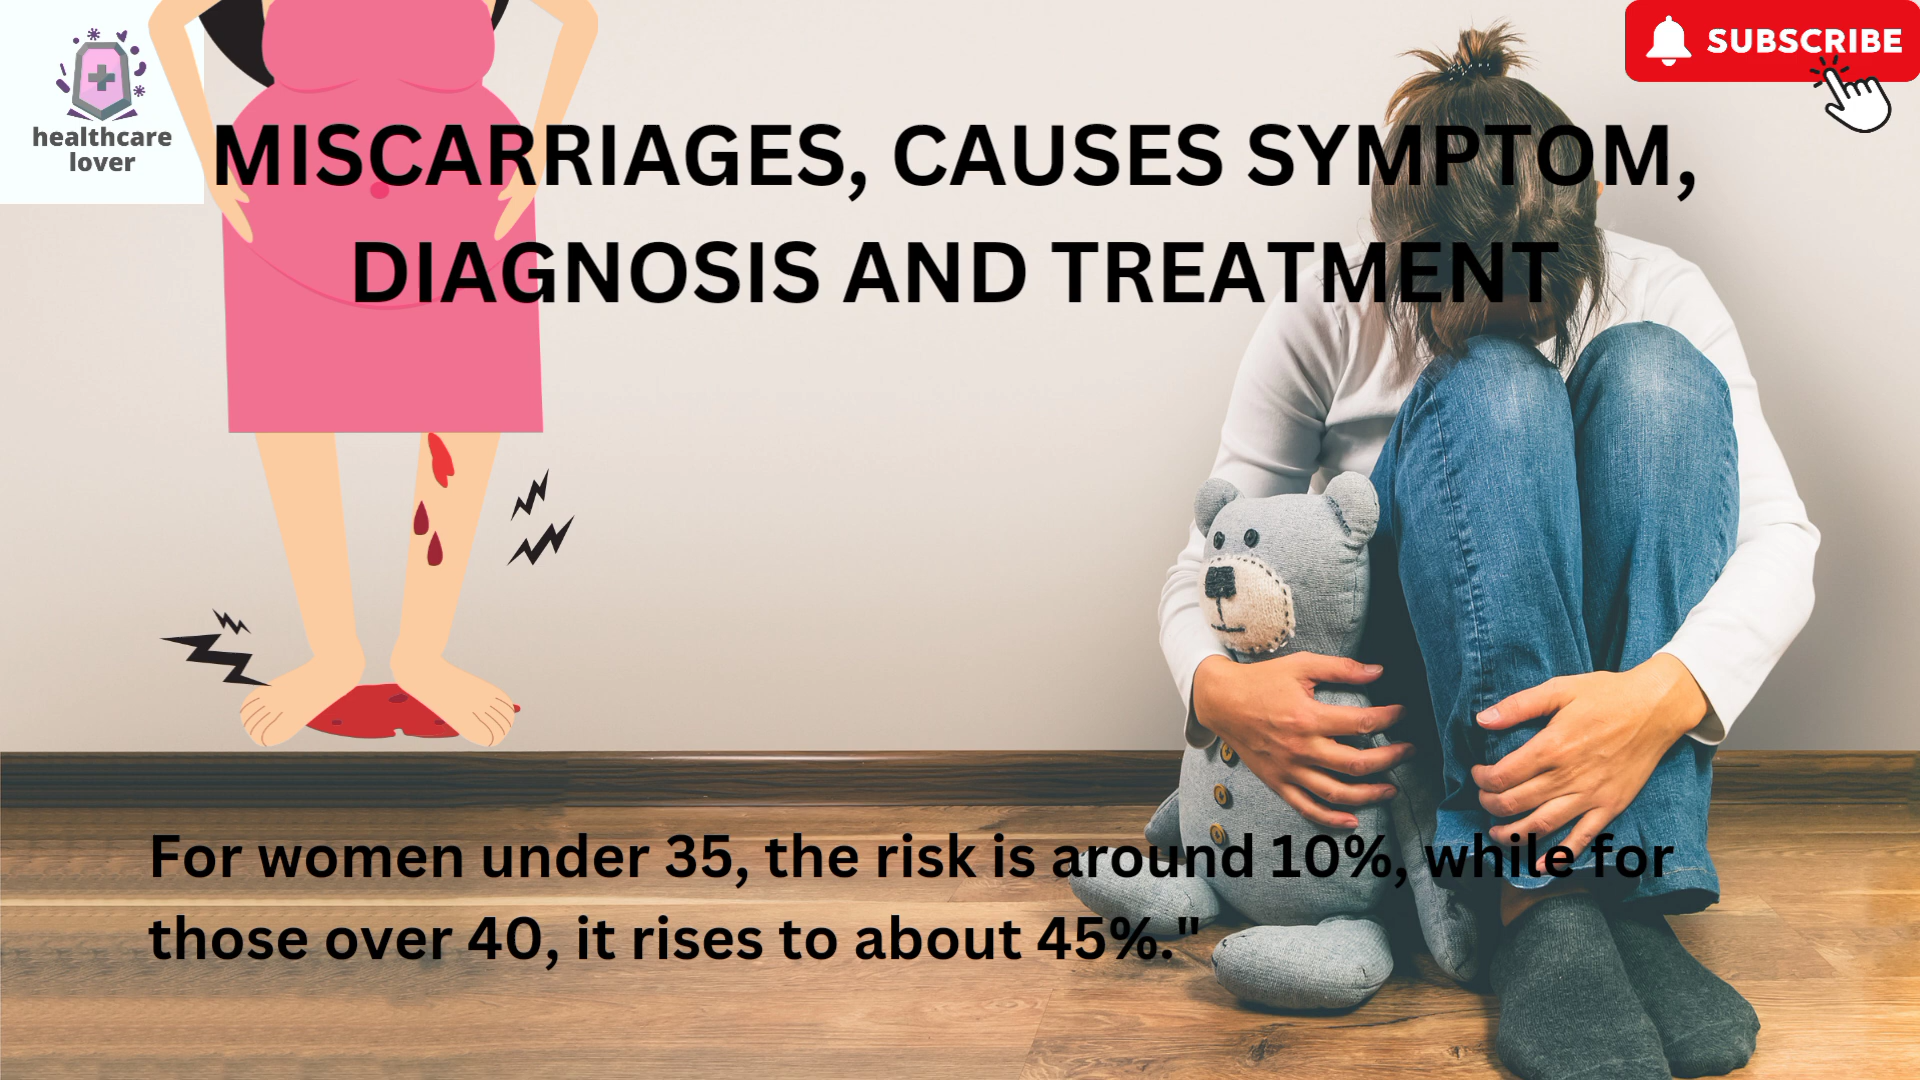 healthcare
lover
SUBSCRIBE
MISCARRIAGES, CAUSES SYMPTOM,
DIAGNOSIS AND TREATMENT
For women under 35, the risk is around 10%, while for
those over 40, it rises to about 45%."